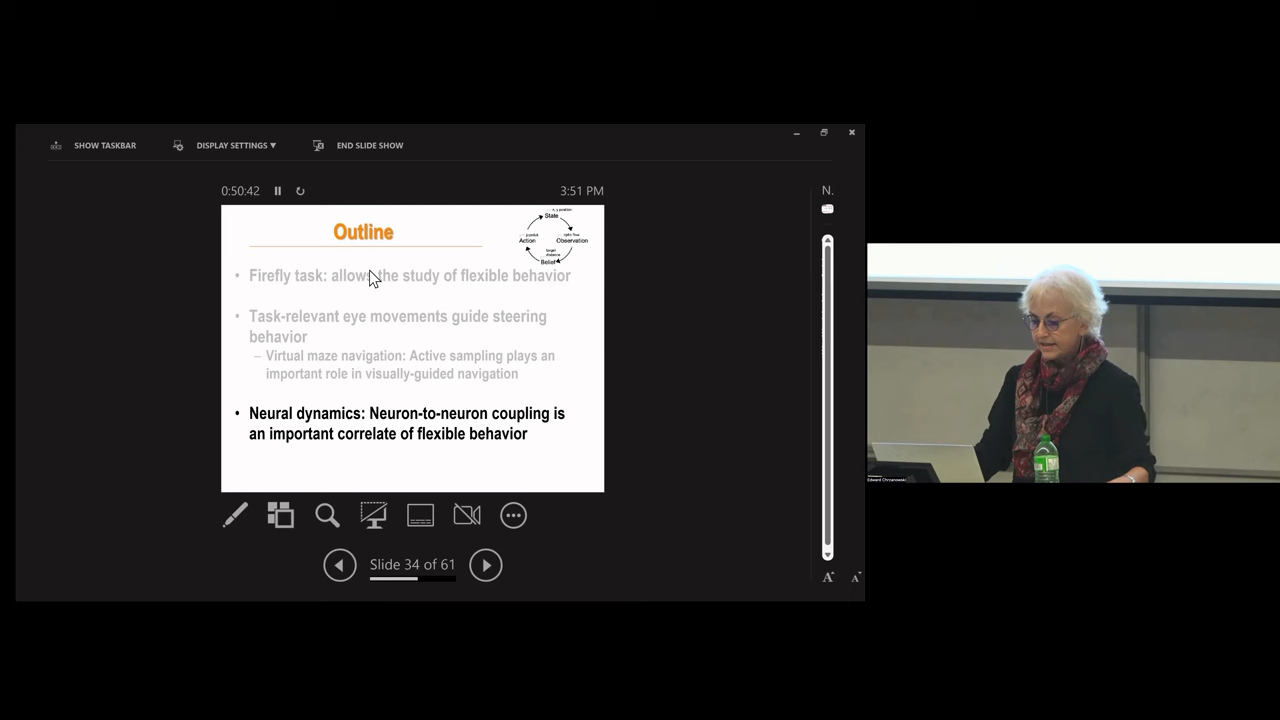 SHOW TASKBAR
DISPLAY SETTINGS ▼
END SLIDE SHOW
0:50:42
3:51 PM
N.
Outline
State
Action
Observation
Belief
• Firefly task: allows the study of flexible behavior
• Task-relevant eye movements guide steering
behavior
– Virtual maze navigation: Active sampling plays an
important role in visually-guided navigation
• Neural dynamics: Neuron-to-neuron coupling is
an important correlate of flexible behavior
Slide 34 of 61
A
A
Edward Chrzanowski